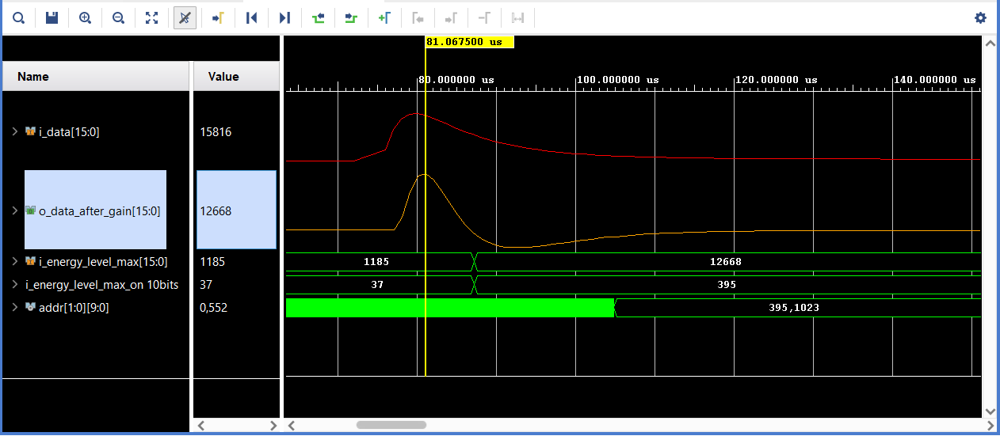 81.067500 us
Name Value
80.000000 us 100.000000 us 120.000000 us 140.000000 us
i_data[15:0] 15816
o_data_after_gain[15:0] 12668
i_energy_level_max[15:0] 1185 1185 12668
i_energy_level_max_on 10bits 37 37 395
addr[1:0][9:0] 0,552 395,1023